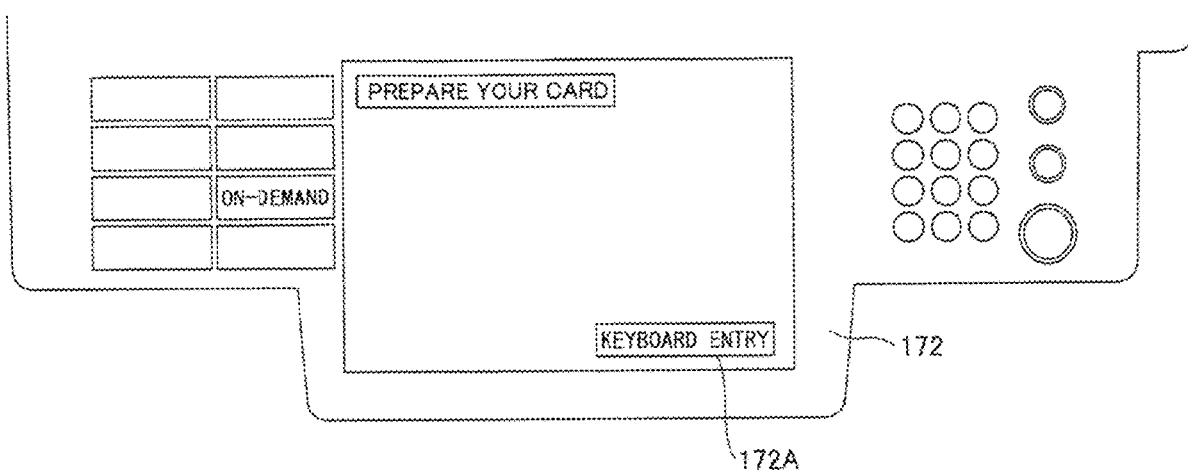 PREPARE YOUR CARD
ON-DEMAND
KEYBOARD ENTRY
172
172A